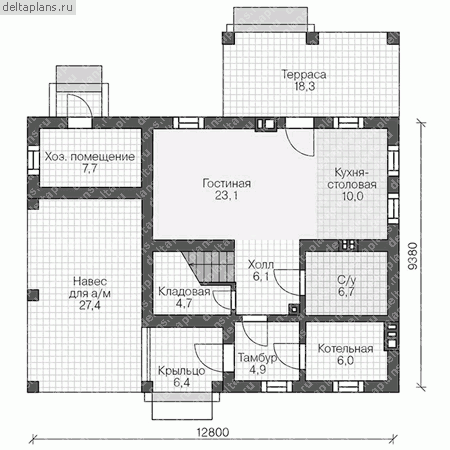 deltaplans.ru
Терраса
18,3
Хоз. помещение
7,7
Гостиная
23,1
Кухня-
столовая
10,0
Навес
для а/м
27,4
Холл
6,1
Кладовая
4,7
С/у
6,7
Крыльцо
6,4
Тамбур
4,9
Котельная
6,0
9380
12800